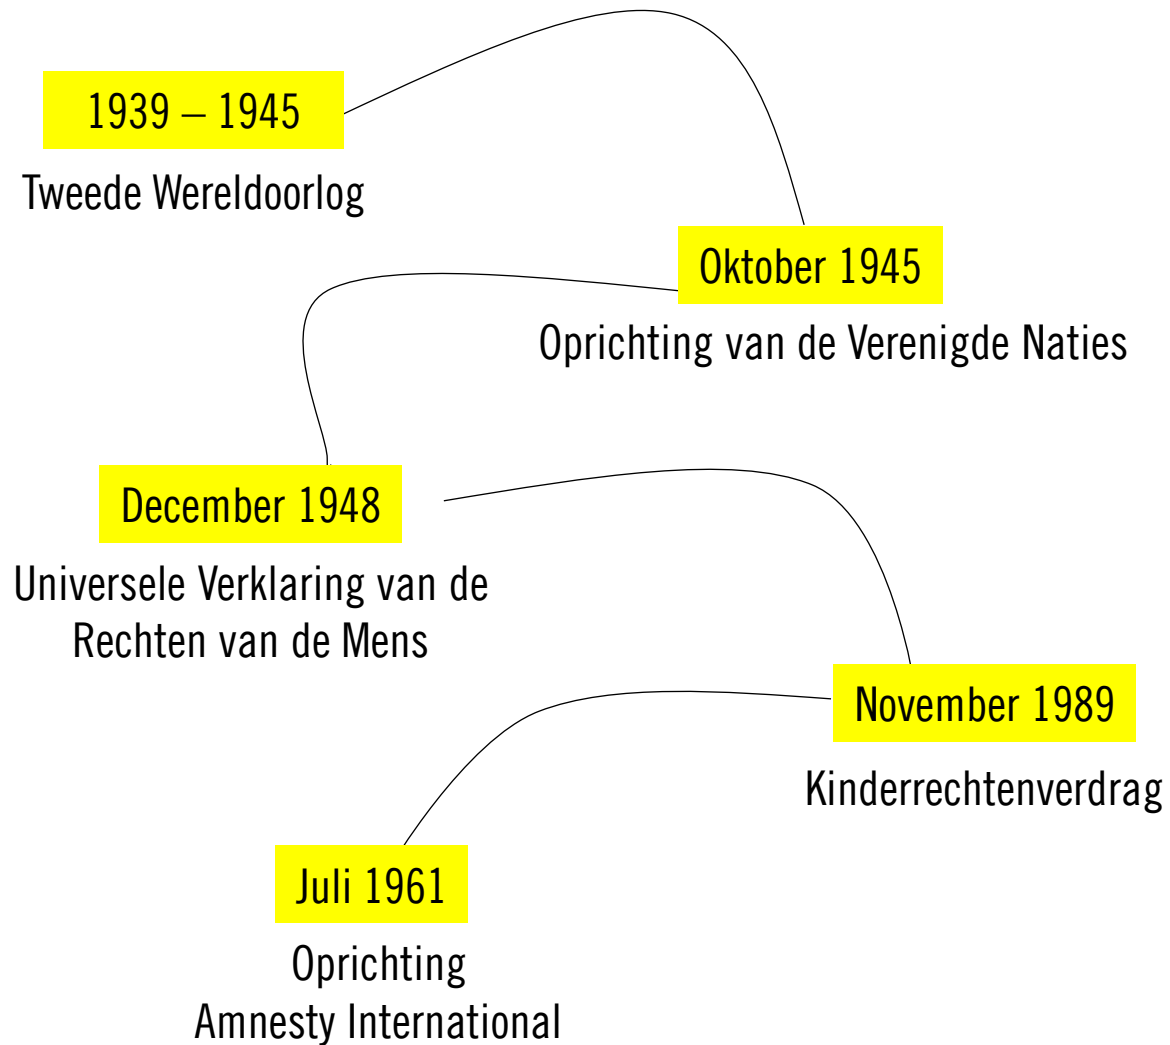 1939 – 1945
Tweede Wereldoorlog
Oktober 1945
Oprichting van de Verenigde Naties
December 1948
Universele Verklaring van de
Rechten van de Mens
November 1989
Kinderrechtenverdrag
Juli 1961
Oprichting
Amnesty International